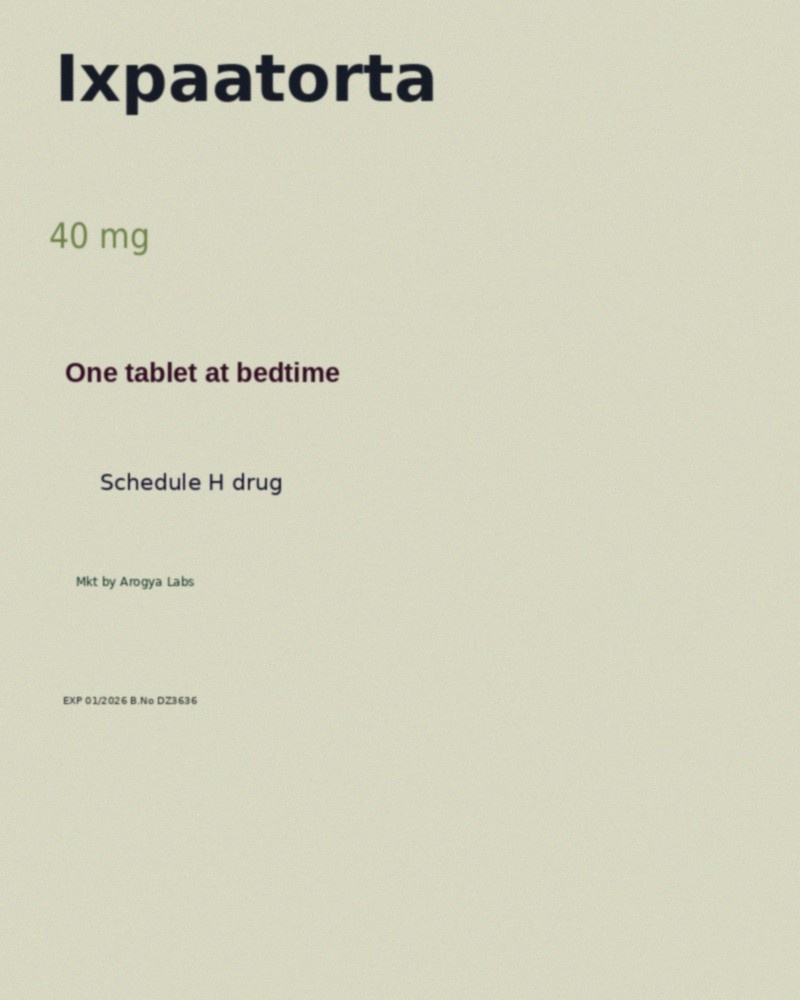 Ixpaatorta
40 mg
One tablet at bedtime
Schedule H drug
Mkt by Arogya Labs
EXP 01/2026 B.No DZ3636